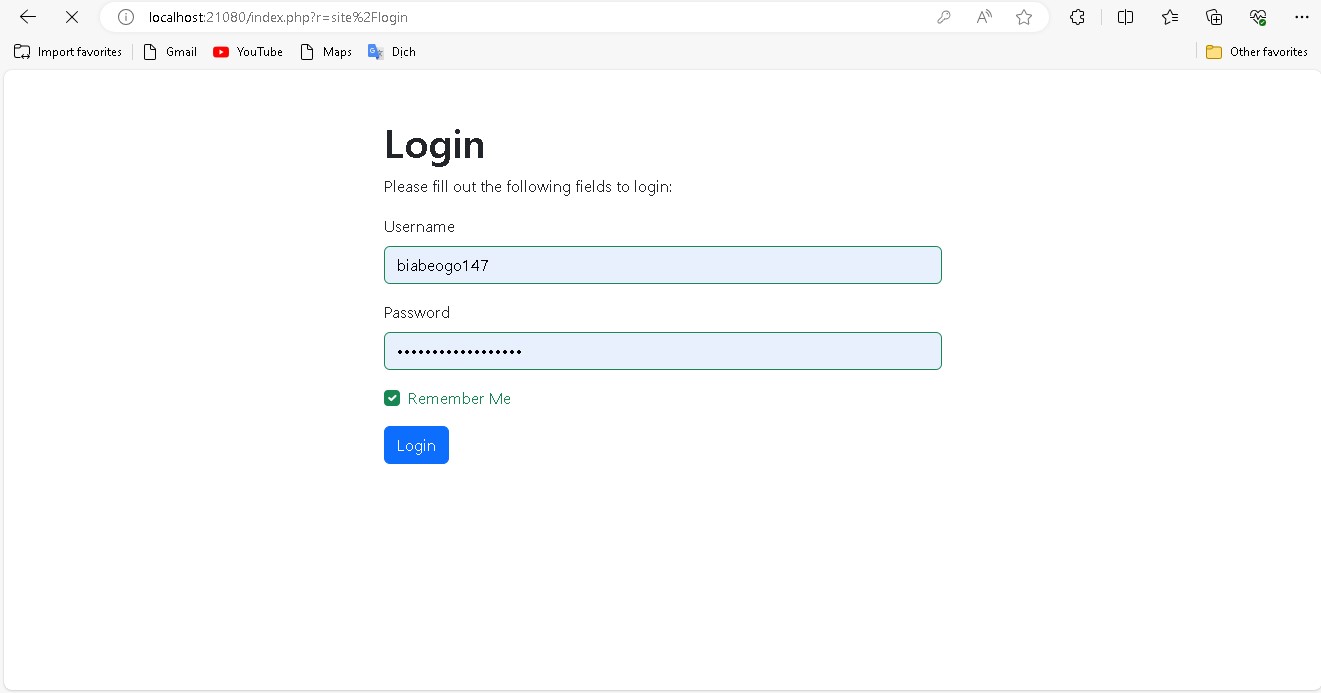 localhost:21080/index.php?r=site%2Flogin
Import favorites Gmail YouTube Maps Dịch Other favorites
Login
Please fill out the following fields to login:
Username
biabeogo147
Password
••••••••••••••••••
Remember Me
Login